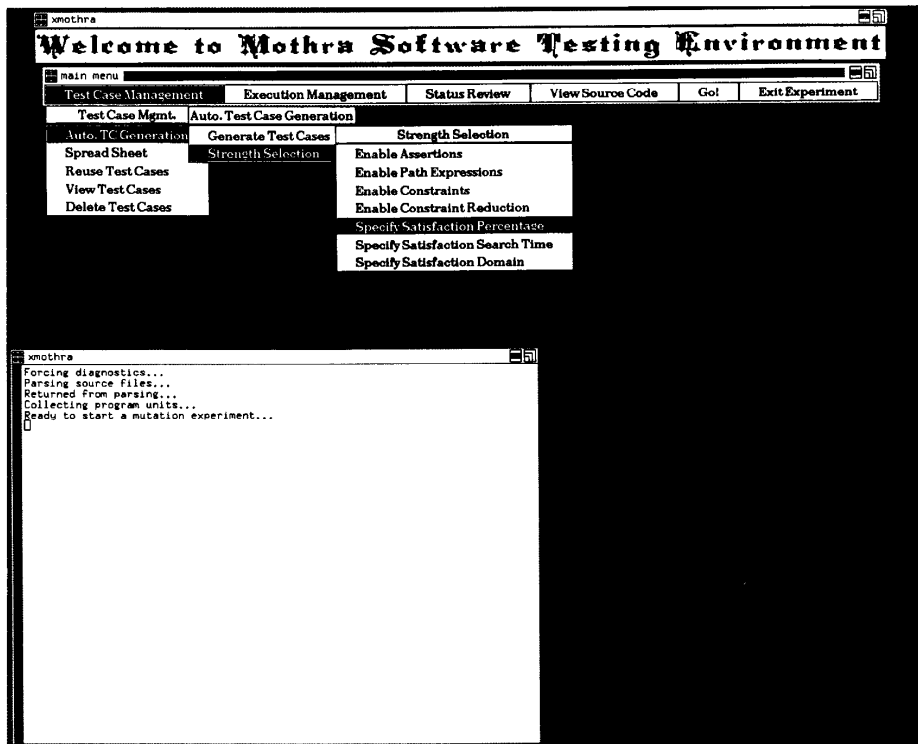 xmothra
Welcome to Mothra Software Testing Environment
main menu
Test Case Management Execution Management Status Review View Source Code Go! Exit Experiment
Test Case Mgmt.
Auto. TC Generation
Spread Sheet
Reuse Test Cases
View Test Cases
Delete Test Cases
Auto. Test Case Generation
Generate Test Cases
Strength Selection
Strength Selection
Enable Assertions
Enable Path Expressions
Enable Constraints
Enable Constraint Reduction
Specify Satisfaction Percentage
Specify Satisfaction Search Time
Specify Satisfaction Domain
xmothra
Forcing diagnostics...
Parsing source files...
Returned from parsing...
Collecting program units...
Ready to start a mutation experiment...